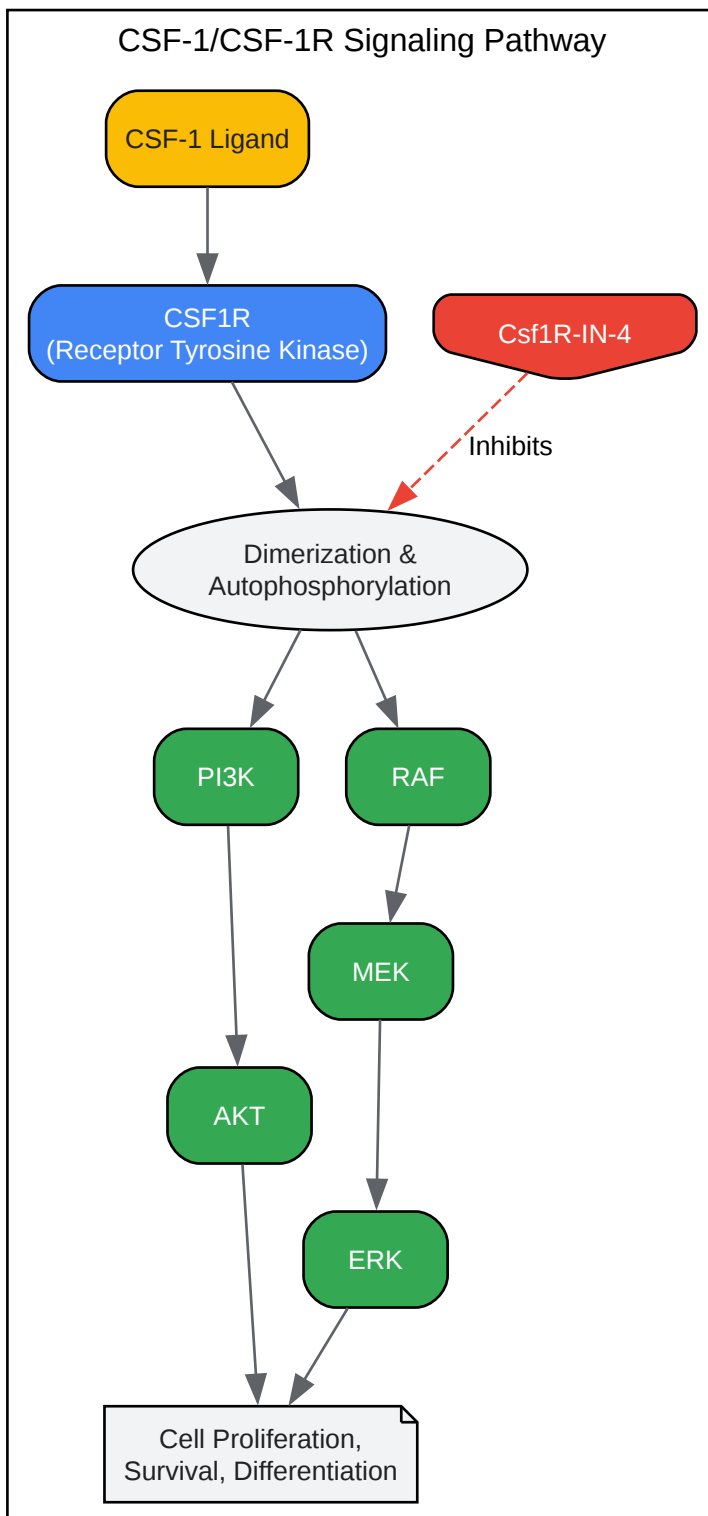 CSF-1/CSF-1R Signaling Pathway
CSF-1 Ligand
CSF1R
(Receptor Tyrosine Kinase)
Csf1R-IN-4
Inhibits
Dimerization &
Autophosphorylation
PI3K
RAF
MEK
AKT
ERK
Cell Proliferation,
Survival, Differentiation